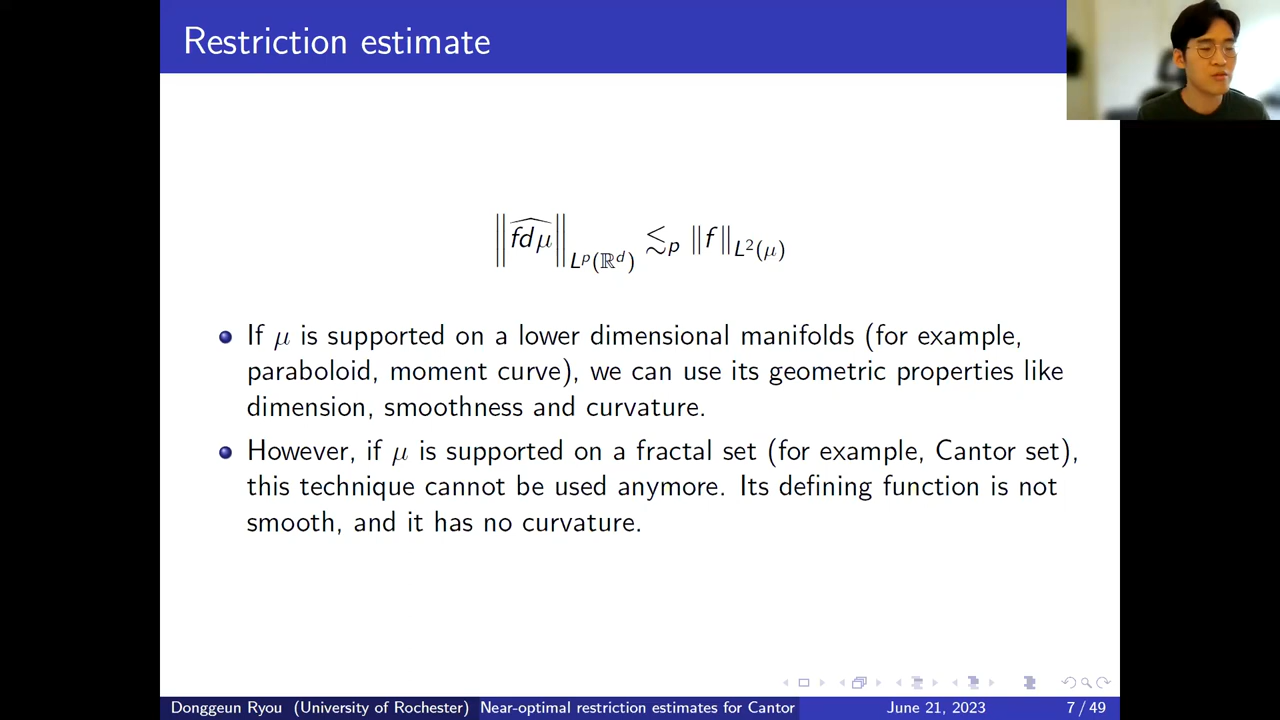 Restriction estimate
‖\widehat{fdμ}‖_{L^p(ℝ^d)} ≲_p ‖f‖_{L^2(μ)}
If μ is supported on a lower dimensional manifolds (for example,
paraboloid, moment curve), we can use its geometric properties like
dimension, smoothness and curvature.
However, if μ is supported on a fractal set (for example, Cantor set),
this technique cannot be used anymore. Its defining function is not
smooth, and it has no curvature.
Donggeun Ryou (University of Rochester) Near-optimal restriction estimates for Cantor June 21, 2023 7 / 49